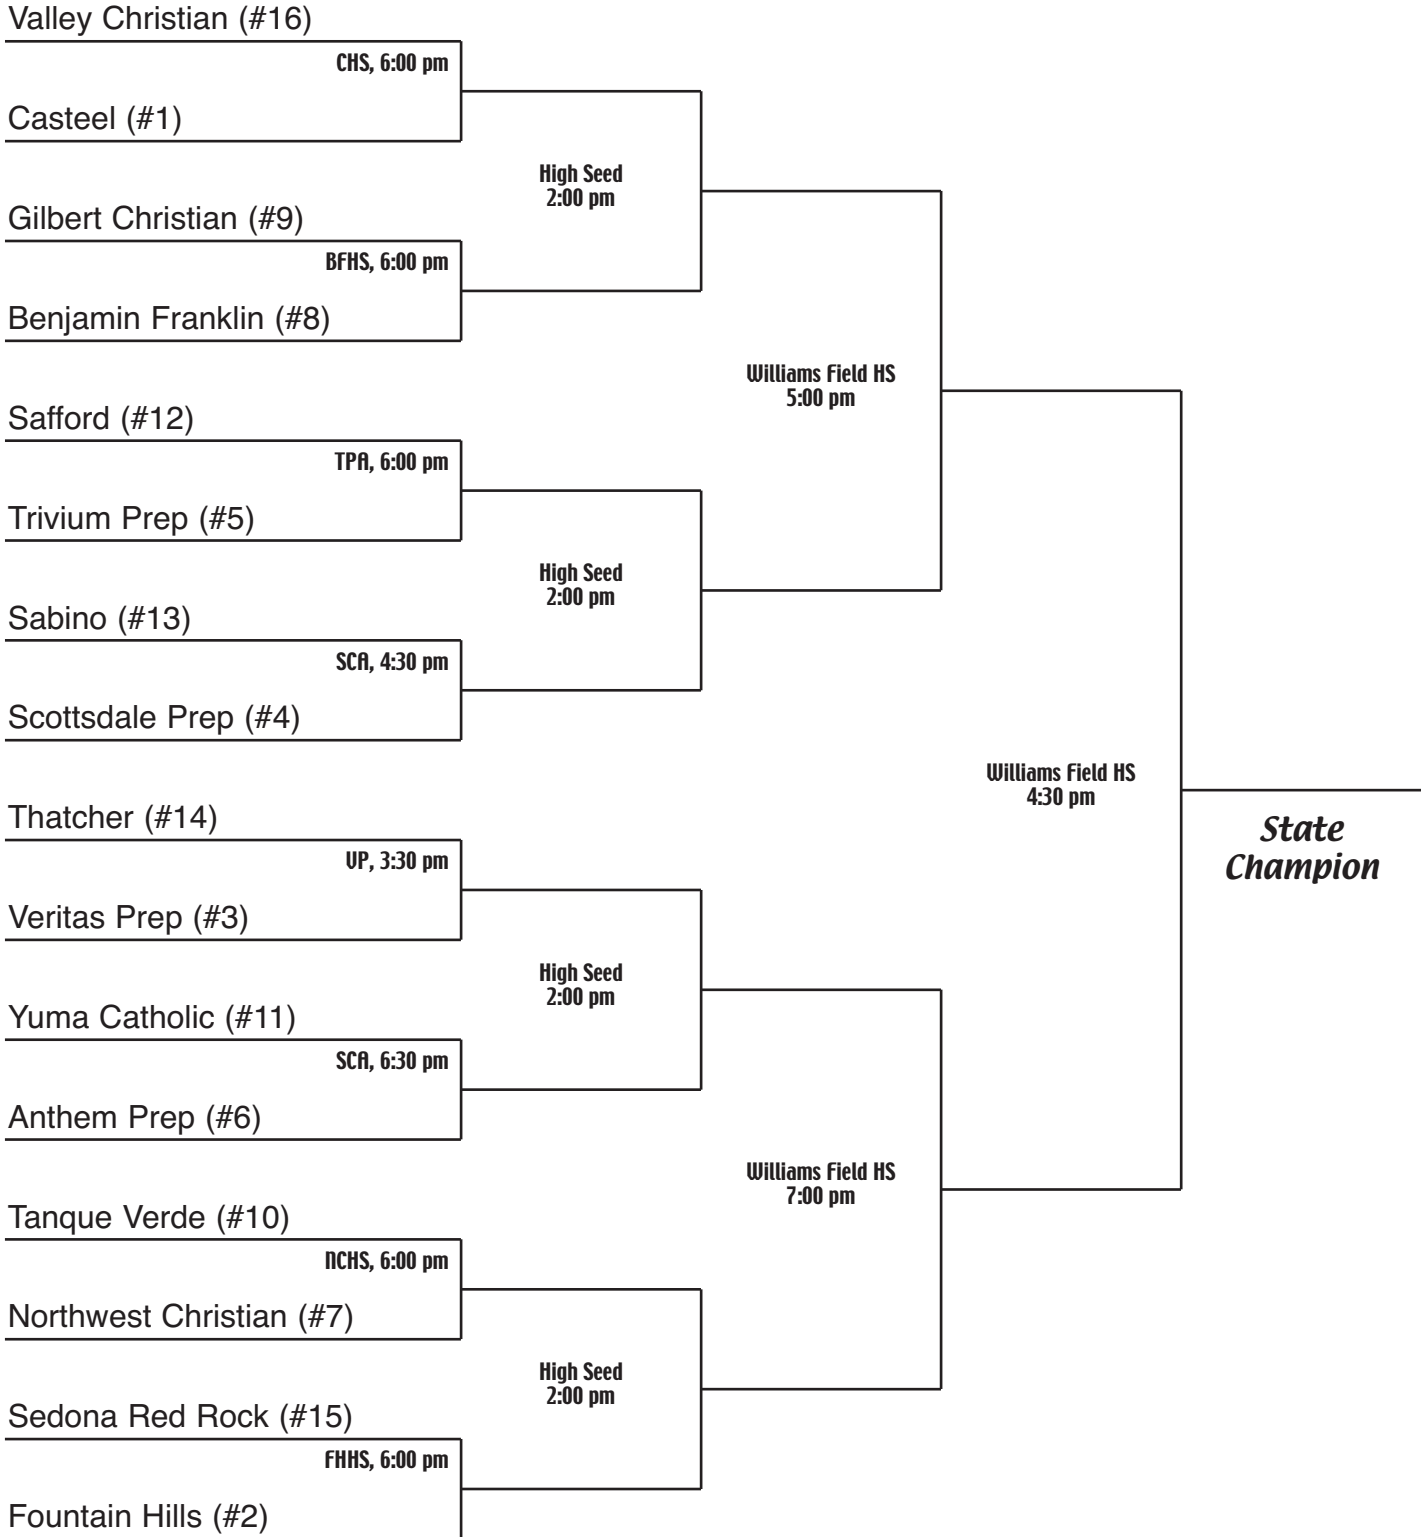 Valley Christian (#16)
CHS, 6:00 pm
Casteel (#1)
High Seed
2:00 pm
Gilbert Christian (#9)
BFHS, 6:00 pm
Benjamin Franklin (#8)
Williams Field HS
5:00 pm
Safford (#12)
TPA, 6:00 pm
Trivium Prep (#5)
High Seed
2:00 pm
Sabino (#13)
SCA, 4:30 pm
Scottsdale Prep (#4)
Williams Field HS
4:30 pm
State
Champion
Thatcher (#14)
VP, 3:30 pm
Veritas Prep (#3)
High Seed
2:00 pm
Yuma Catholic (#11)
SCA, 6:30 pm
Anthem Prep (#6)
Williams Field HS
7:00 pm
Tanque Verde (#10)
NCHS, 6:00 pm
Northwest Christian (#7)
High Seed
2:00 pm
Sedona Red Rock (#15)
FHHS, 6:00 pm
Fountain Hills (#2)